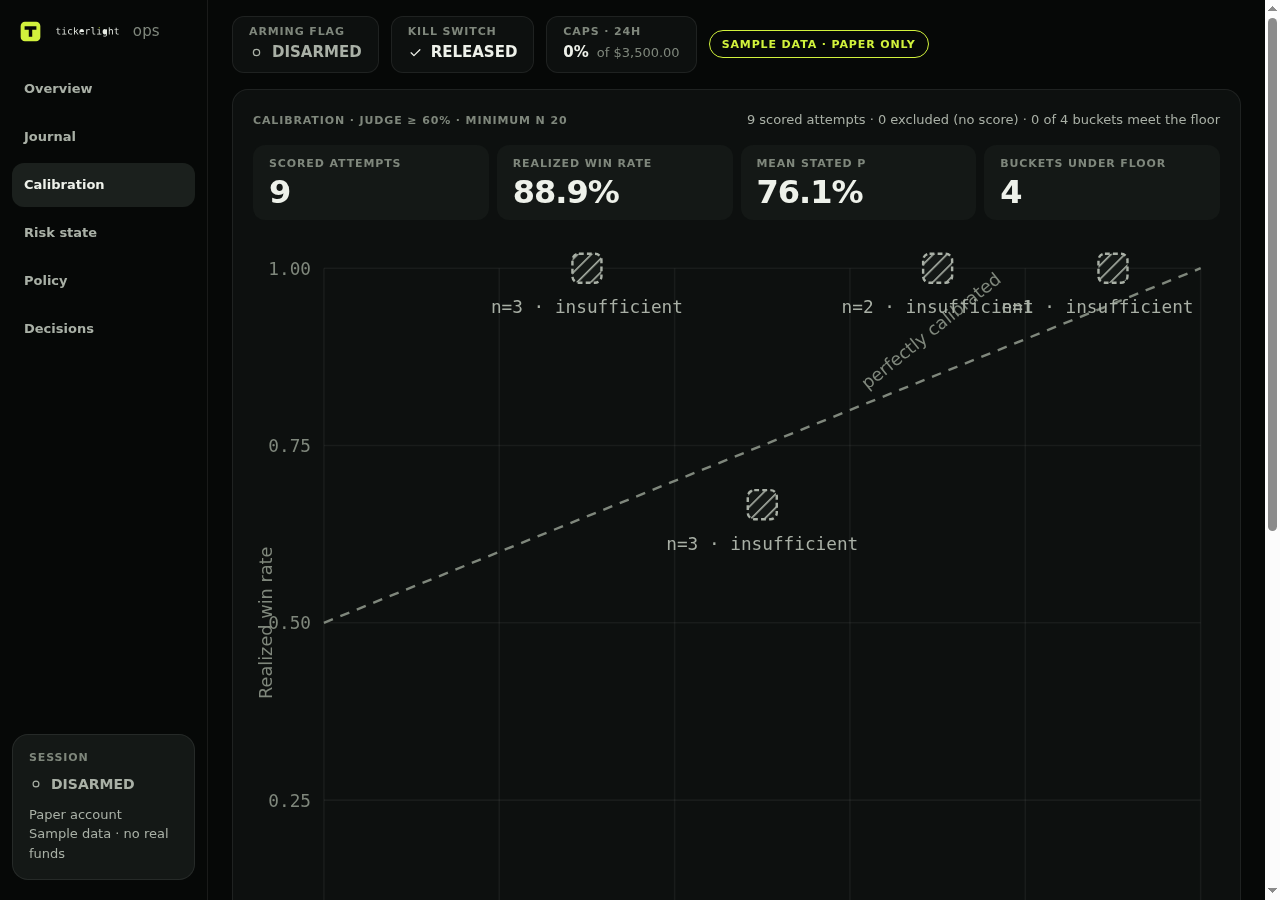 tickerlight ops
Overview
Journal
Calibration
Risk state
Policy
Decisions
SESSION
DISARMED
Paper account
Sample data · no real
funds
ARMING FLAG
DISARMED
KILL SWITCH
RELEASED
CAPS · 24H
0% of $3,500.00
SAMPLE DATA · PAPER ONLY
CALIBRATION · JUDGE ≥ 60% · MINIMUM N 20
9 scored attempts · 0 excluded (no score) · 0 of 4 buckets meet the floor
SCORED ATTEMPTS
9
REALIZED WIN RATE
88.9%
MEAN STATED P
76.1%
BUCKETS UNDER FLOOR
4
1.00
n=3 · insufficient
n=2 · insufficient
n=1 · insufficient
perfectly calibrated
0.75
n=3 · insufficient
Realized win rate
0.50
0.25